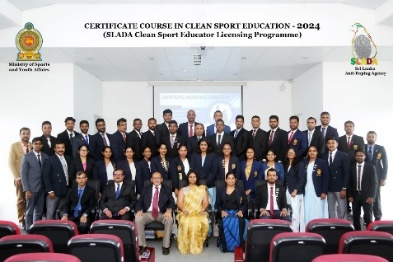 CERTIFICATE COURSE IN CLEAN SPORT EDUCATION - 2024
(SLADA Clean Sport Educator Licensing Programme)
Ministry of Sports
and Youth Affairs
SLADA
Sri Lanka
Anti-Doping Agency